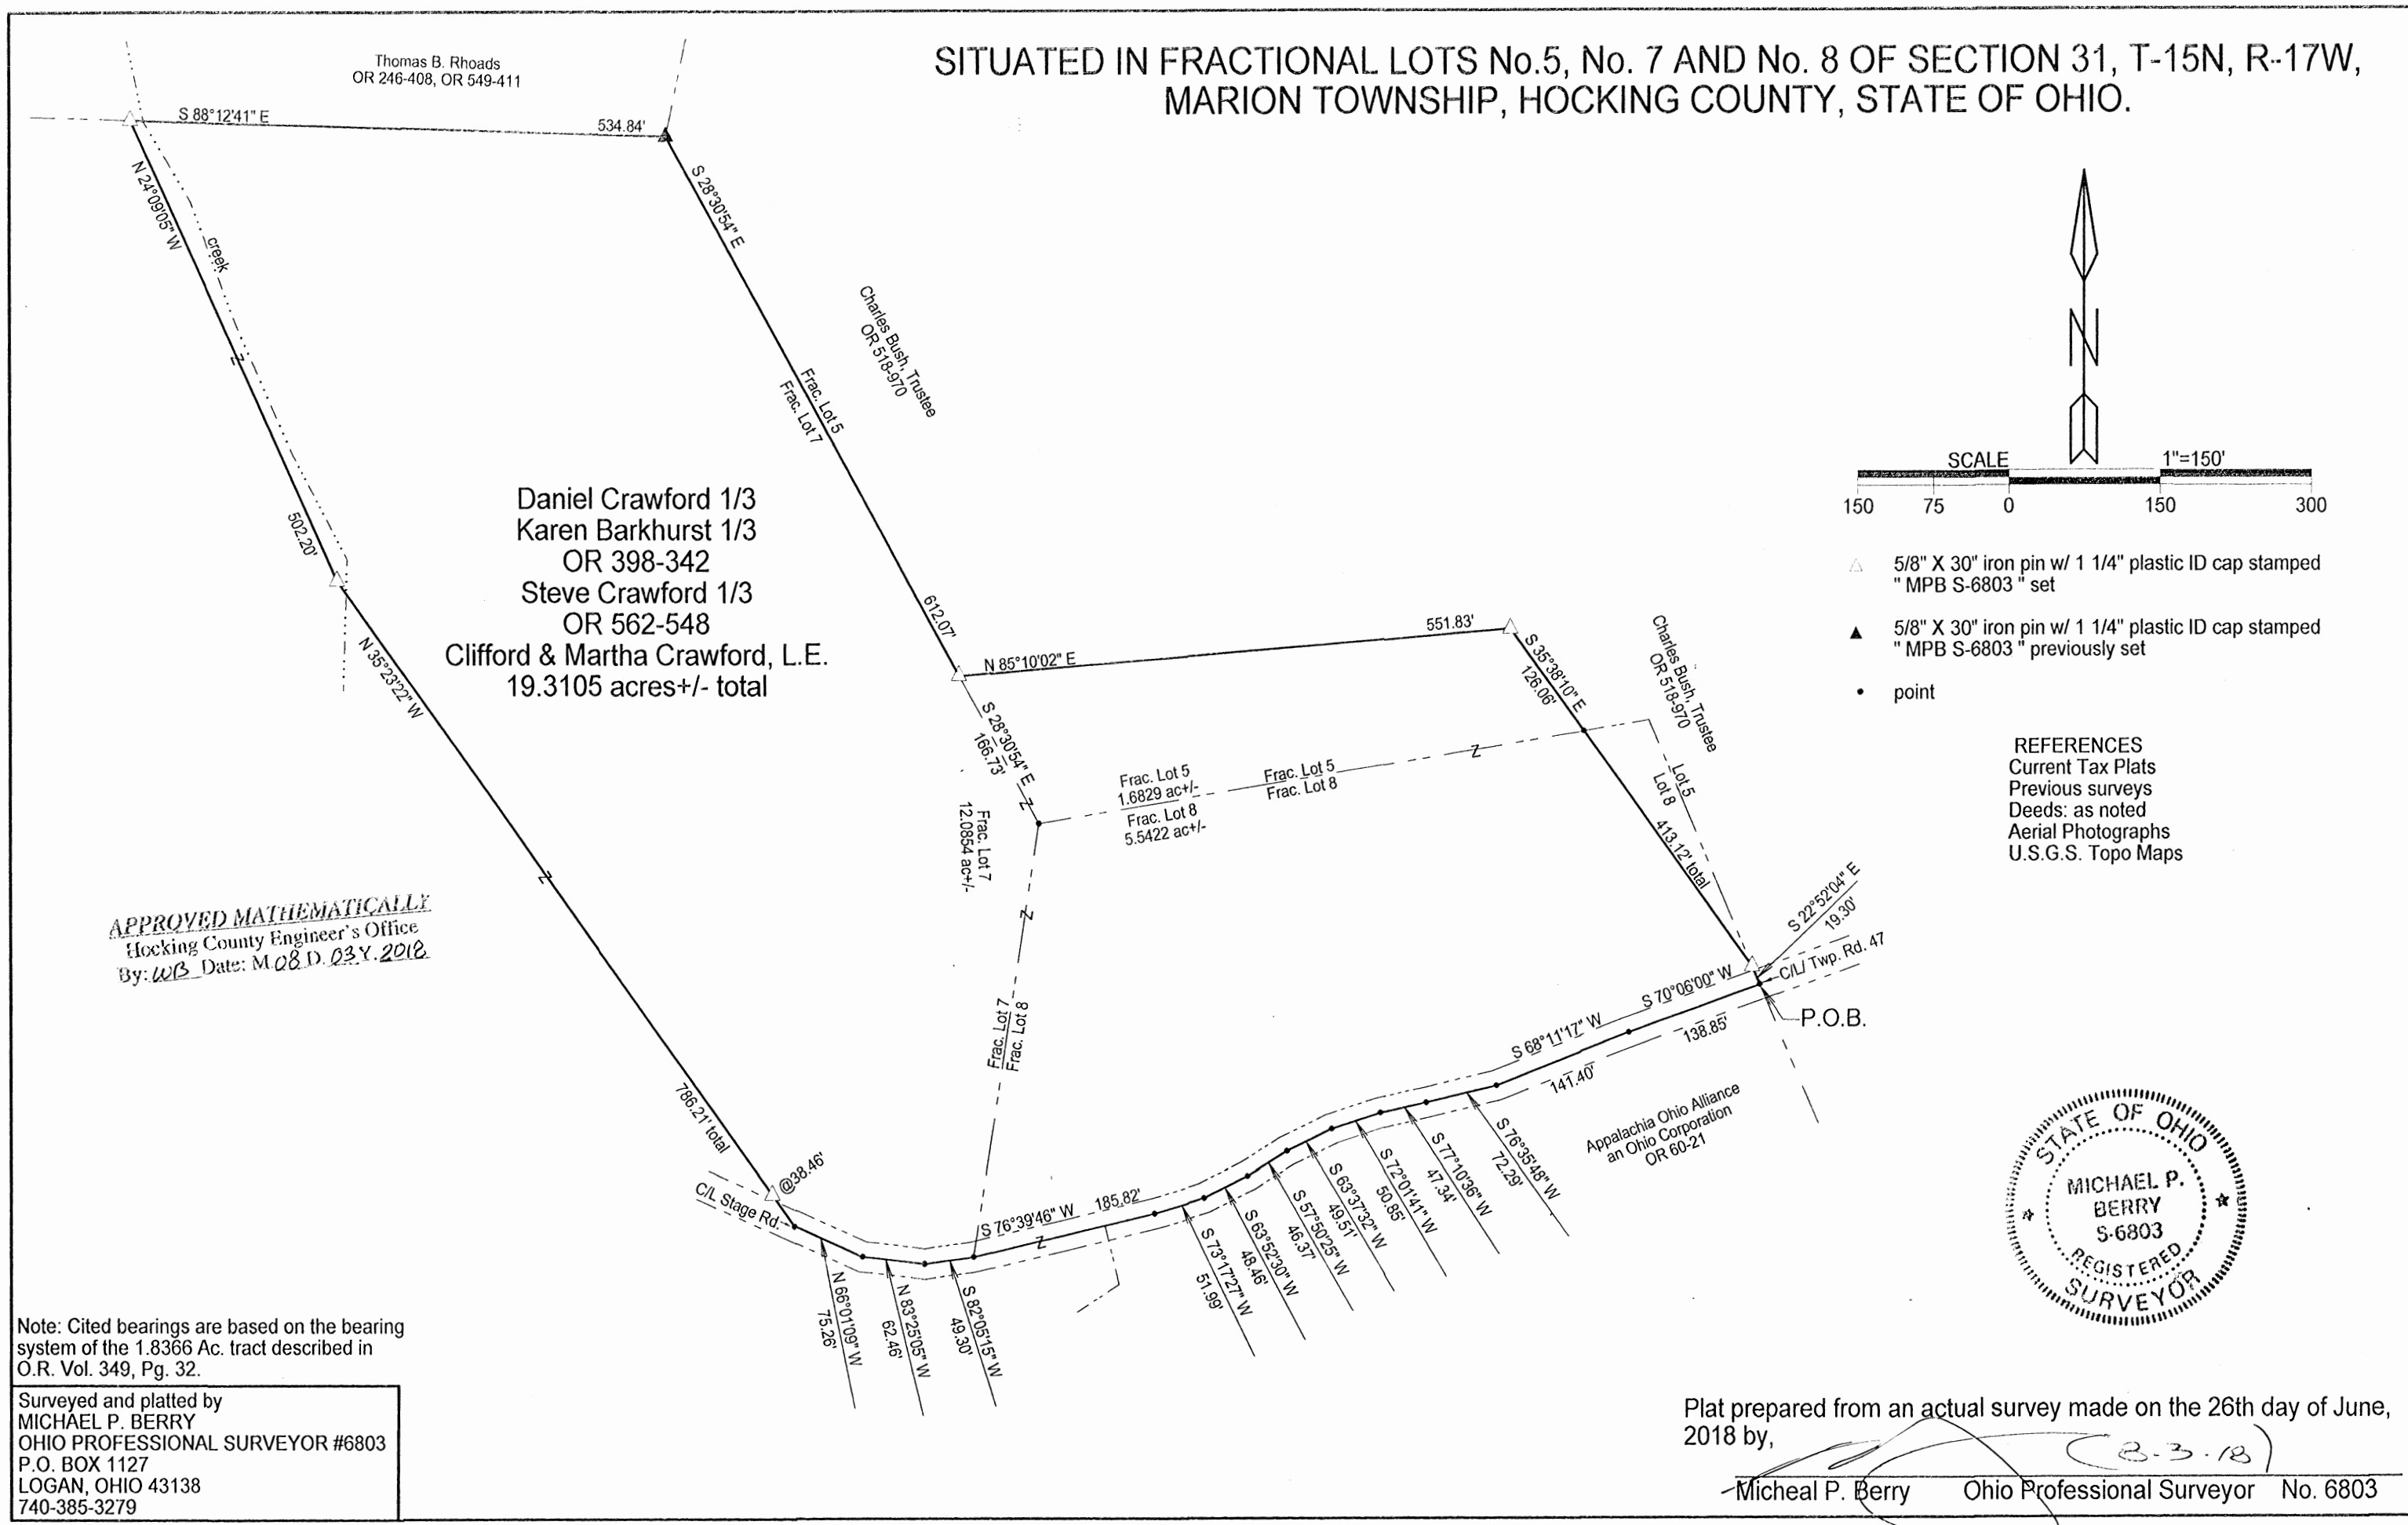 SITUATED IN FRACTIONAL LOTS No.5, No. 7 AND No. 8 OF SECTION 31, T-15N, R-17W,
MARION TOWNSHIP, HOCKING COUNTY, STATE OF OHIO.
Thomas B. Rhoads
OR 246-408, OR 549-411
S 88°12'41" E
534.84'
N 24°09'05" W
creek
502.20'
S 28°30'54" E
Charles Bush, Trustee
OR 518-970
Frac. Lot 5
Frac. Lot 7
612.07'
Daniel Crawford 1/3
Karen Barkhurst 1/3
OR 398-342
Steve Crawford 1/3
OR 562-548
Clifford & Martha Crawford, L.E.
19.3105 acres+/- total
N 35°23'22" W
786.21' total
@38.46'
N 85°10'02" E
551.83'
S 35°38'10" E
126.06'
Charles Bush, Trustee
OR 518-970
S 28°30'54" E
166.73'
Frac. Lot 7
12.0854 ac+/-
Frac. Lot 5
1.6829 ac+/-
Frac. Lot 8
5.5422 ac+/-
Frac. Lot 5
Frac. Lot 8
Lot 5
Lot 8
413.12' total
S 22°52'04" E
19.30'
C/L/ Twp. Rd. 47
P.O.B.
Frac. Lot 7
Frac. Lot 8
S 70°06'00" W
138.85'
S 68°11'17" W
141.40'
S 76°35'48" W
72.29'
S 77°10'36" W
47.34'
S 72°01'41" W
50.85'
S 63°37'32" W
49.51'
S 57°50'25" W
46.37'
S 63°52'30" W
48.46'
S 73°17'27" W
51.99'
S 76°39'46" W
185.82'
S 82°05'15" W
49.30'
N 83°25'05" W
62.46'
N 66°01'09" W
75.26'
C/L Stage Rd.
Appalachia Ohio Alliance
an Ohio Corporation
OR 60-21
N
SCALE 1"=150'
150 75 0 150 300
5/8" X 30" iron pin w/ 1 1/4" plastic ID cap stamped
" MPB S-6803 " set
5/8" X 30" iron pin w/ 1 1/4" plastic ID cap stamped
" MPB S-6803 " previously set
point
REFERENCES
Current Tax Plats
Previous surveys
Deeds: as noted
Aerial Photographs
U.S.G.S. Topo Maps
APPROVED MATHEMATICALLY
Hocking County Engineer's Office
By: WB Date: M.08 D.03 Y.2018
STATE OF OHIO
MICHAEL P.
BERRY
S-6803
REGISTERED
SURVEYOR
Note: Cited bearings are based on the bearing
system of the 1.8366 Ac. tract described in
O.R. Vol. 349, Pg. 32.
Surveyed and platted by
MICHAEL P. BERRY
OHIO PROFESSIONAL SURVEYOR #6803
P.O. BOX 1127
LOGAN, OHIO 43138
740-385-3279
Plat prepared from an actual survey made on the 26th day of June,
2018 by,
(8-3-18)
Micheal P. Berry Ohio Professional Surveyor No. 6803